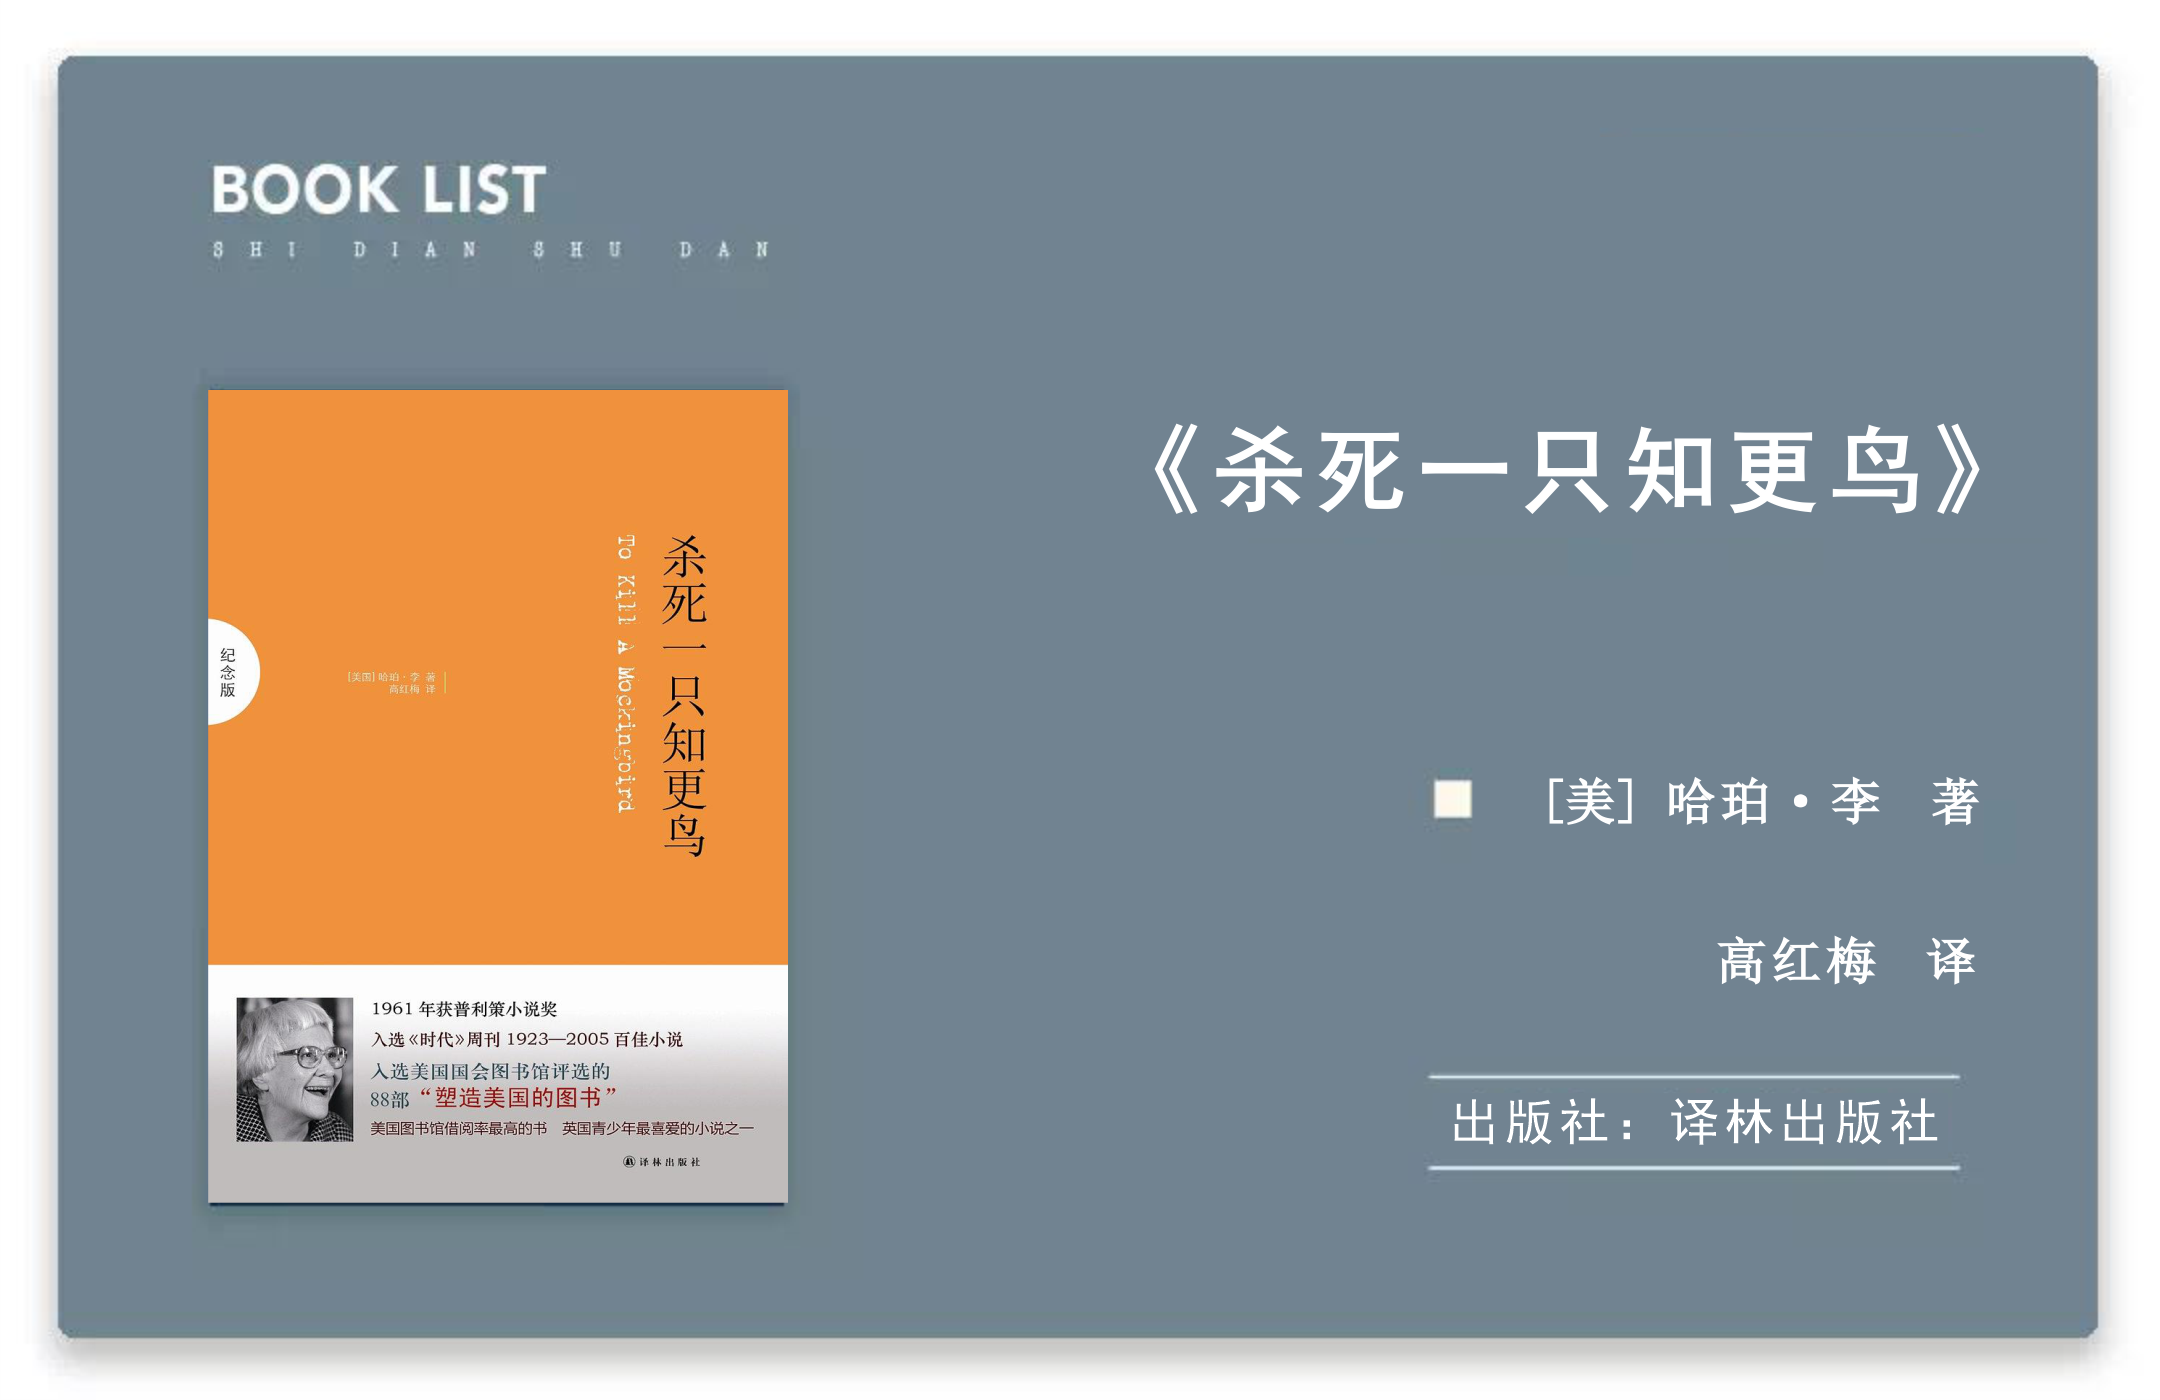 BOOK LIST
SHI DIAN SHU DAN
《杀死一只知更鸟》
[美] 哈珀·李 著
高红梅 译
出版社：译林出版社
杀死一只知更鸟
To Kill A Mockingbird
纪念版
[美国] 哈珀·李 著
高红梅 译
1961 年获普利策小说奖
入选《时代》周刊 1923—2005 百佳小说
入选美国国会图书馆评选的
88部“塑造美国的图书”
美国图书馆借阅率最高的书 英国青少年最喜爱的小说之一
译林出版社